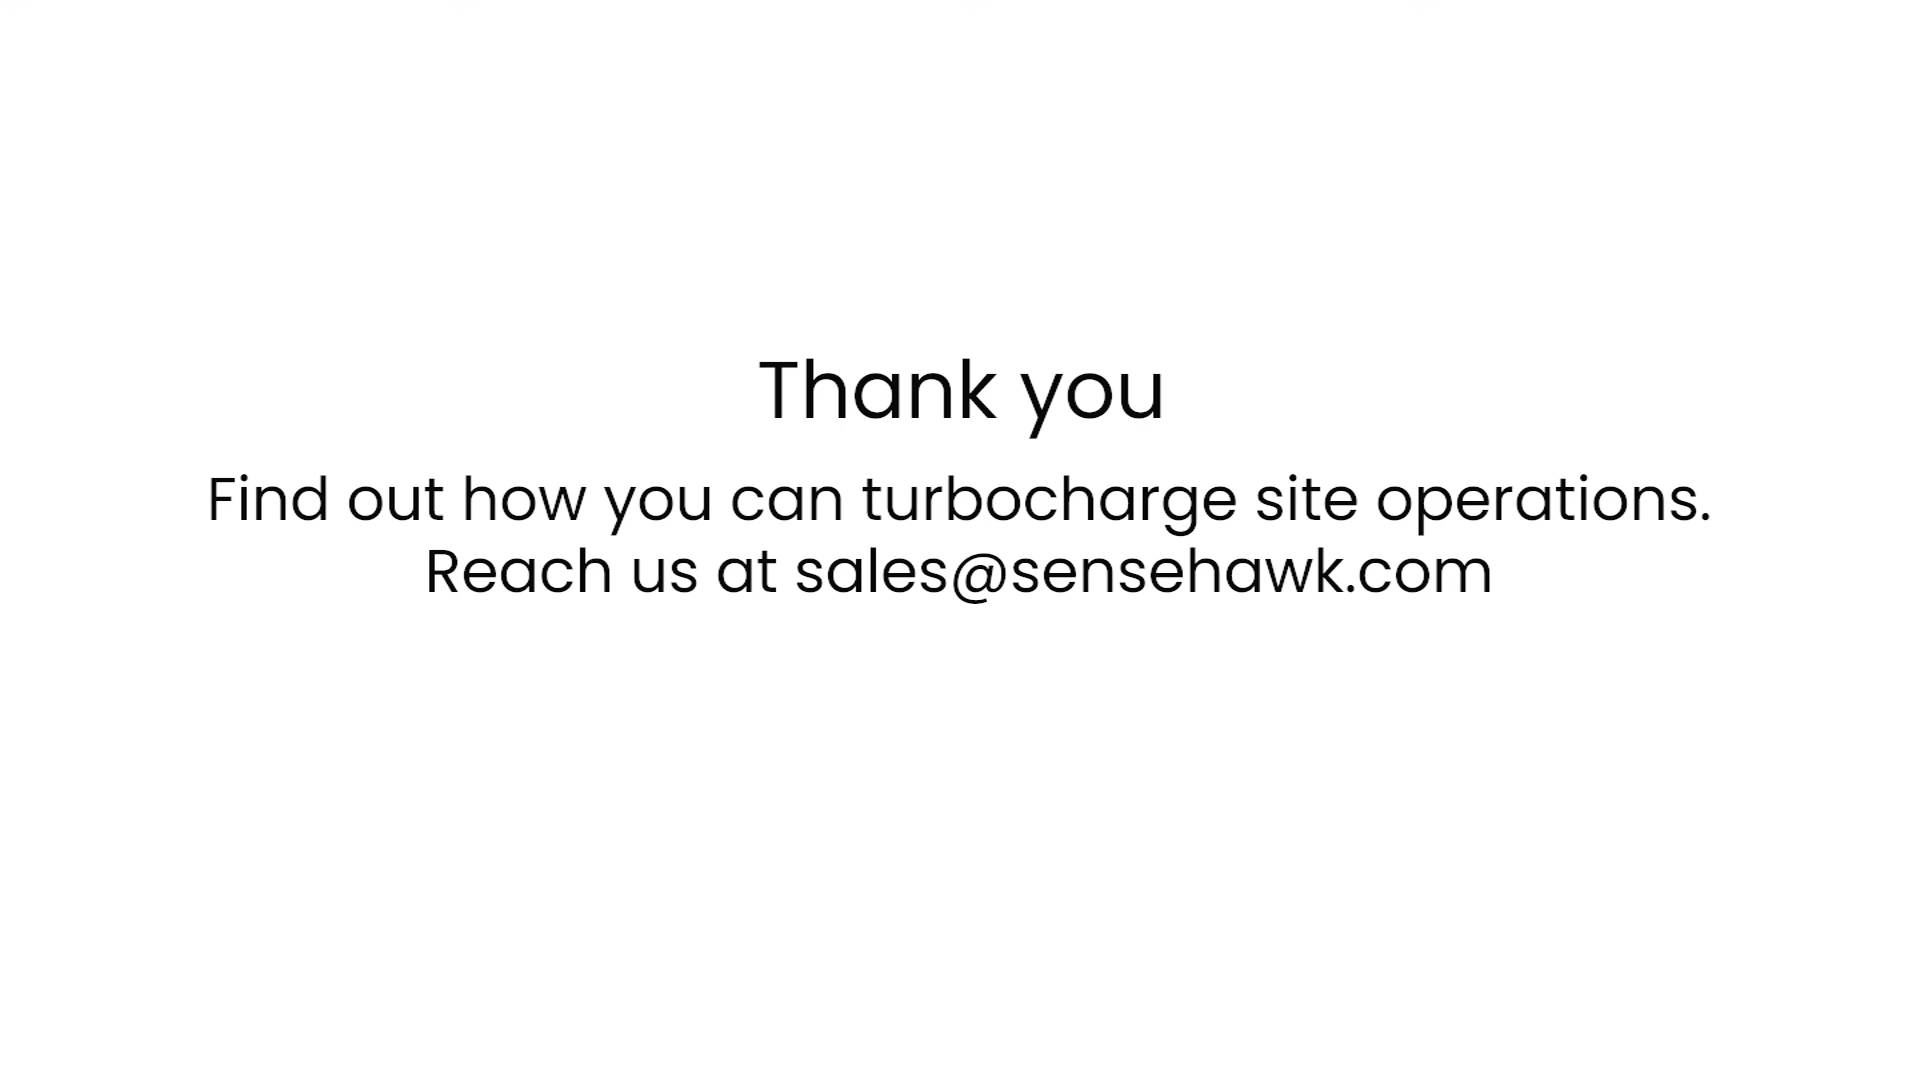 Thank you
Find out how you can turbocharge site operations.
Reach us at sales@sensehawk.com